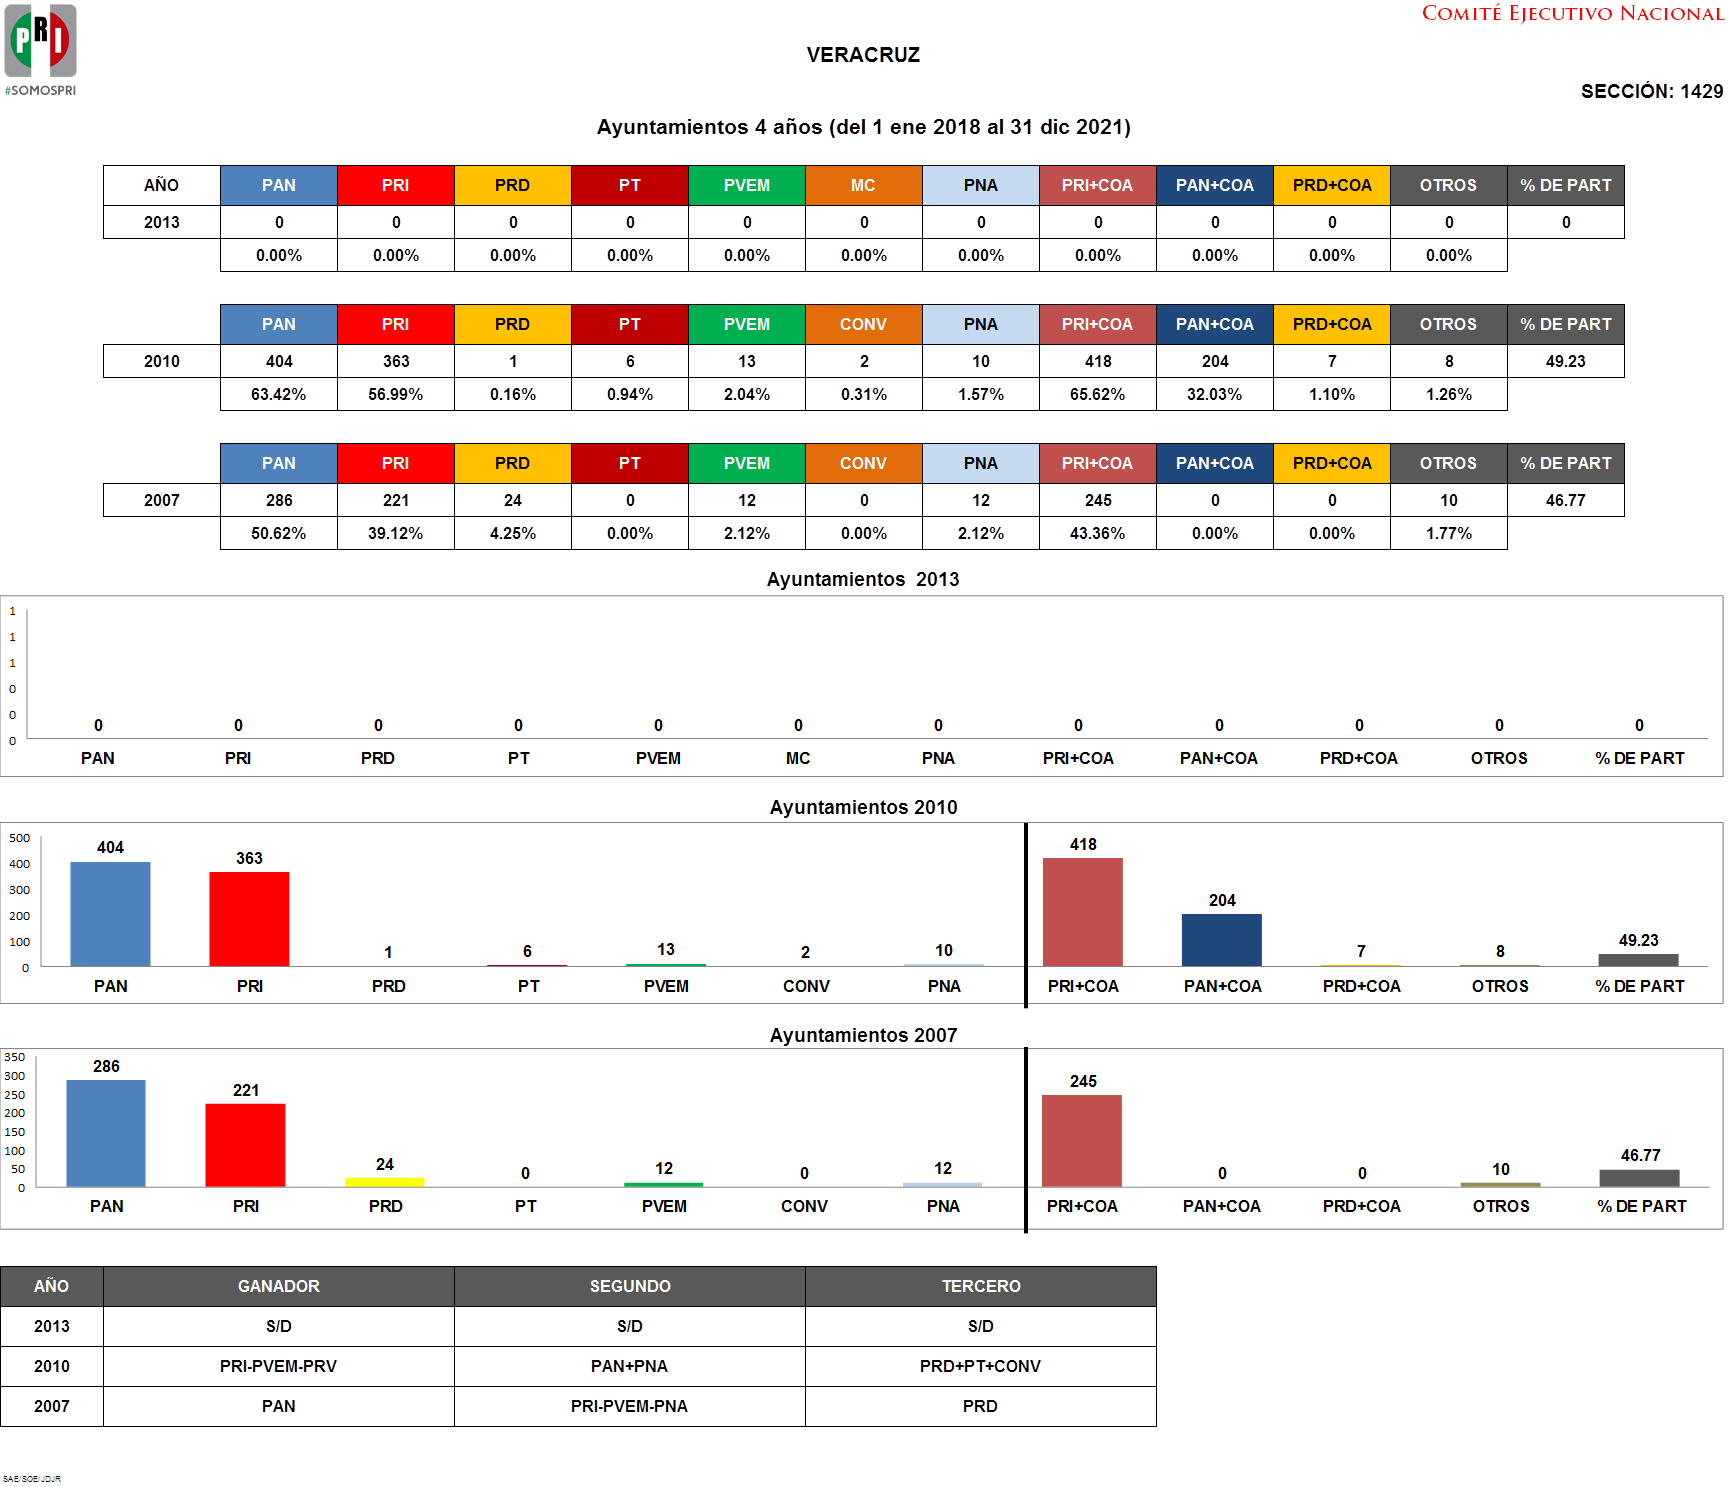 PRI
#SOMOSPRI
COMITÉ EJECUTIVO NACIONAL
VERACRUZ
SECCIÓN: 1429
Ayuntamientos 4 años (del 1 ene 2018 al 31 dic 2021)
AÑO PAN PRI PRD PT PVEM MC PNA PRI+COA PAN+COA PRD+COA OTROS % DE PART
2013 0 0 0 0 0 0 0 0 0 0 0 0
0.00% 0.00% 0.00% 0.00% 0.00% 0.00% 0.00% 0.00% 0.00% 0.00% 0.00%
PAN PRI PRD PT PVEM CONV PNA PRI+COA PAN+COA PRD+COA OTROS % DE PART
2010 404 363 1 6 13 2 10 418 204 7 8 49.23
63.42% 56.99% 0.16% 0.94% 2.04% 0.31% 1.57% 65.62% 32.03% 1.10% 1.26%
PAN PRI PRD PT PVEM CONV PNA PRI+COA PAN+COA PRD+COA OTROS % DE PART
2007 286 221 24 0 12 0 12 245 0 0 10 46.77
50.62% 39.12% 4.25% 0.00% 2.12% 0.00% 2.12% 43.36% 0.00% 0.00% 1.77%
Ayuntamientos 2013
1
1
1
0
0
0
0 0 0 0 0 0 0 0 0 0 0 0
PAN PRI PRD PT PVEM MC PNA PRI+COA PAN+COA PRD+COA OTROS % DE PART
Ayuntamientos 2010
500
400
300
200
100
0
404 363 1 6 13 2 10 418 204 7 8 49.23
PAN PRI PRD PT PVEM CONV PNA PRI+COA PAN+COA PRD+COA OTROS % DE PART
Ayuntamientos 2007
350
300
250
200
150
100
50
0
286 221 24 0 12 0 12 245 0 0 10 46.77
PAN PRI PRD PT PVEM CONV PNA PRI+COA PAN+COA PRD+COA OTROS % DE PART
AÑO GANADOR SEGUNDO TERCERO
2013 S/D S/D S/D
2010 PRI-PVEM-PRV PAN+PNA PRD+PT+CONV
2007 PAN PRI-PVEM-PNA PRD
SAE/SOE/JDJR